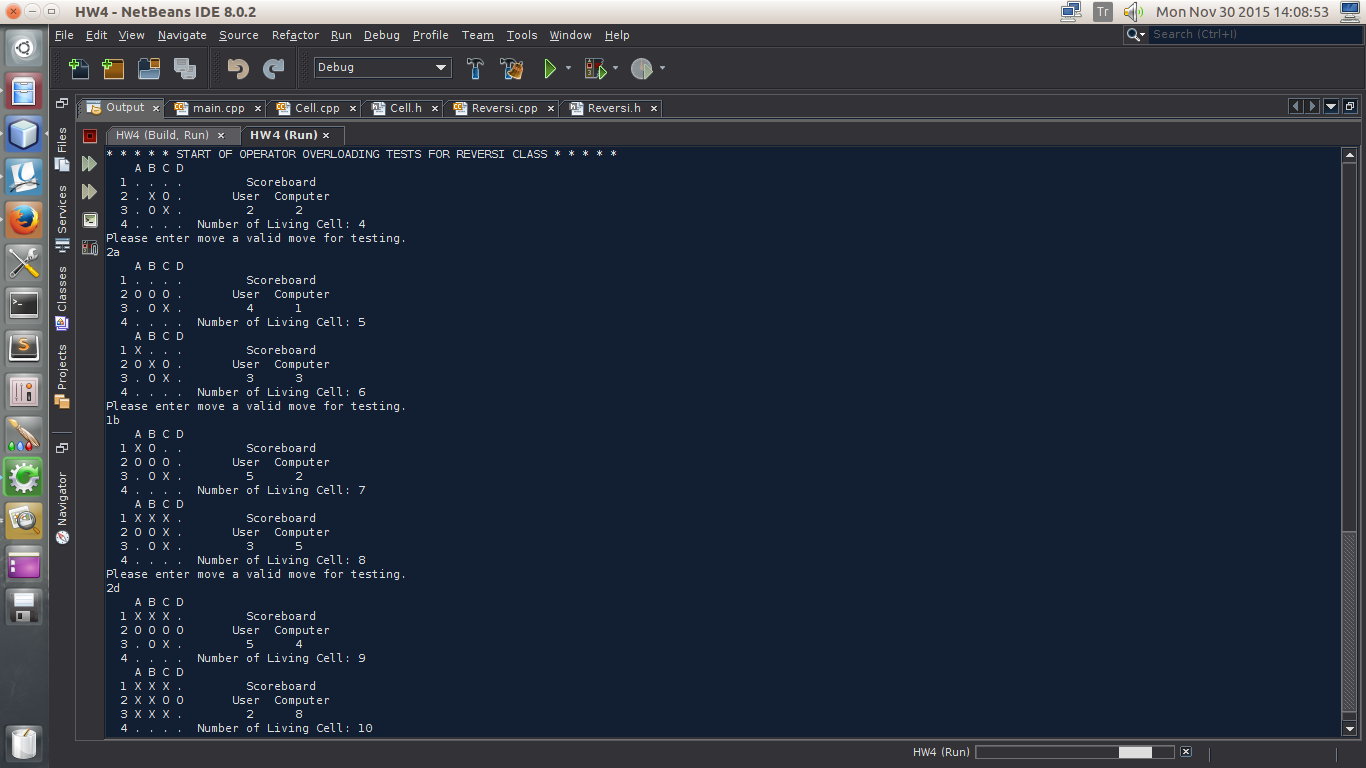 HW4 - NetBeans IDE 8.0.2 Tr Mon Nov 30 2015 14:08:53
File Edit View Navigate Source Refactor Run Debug Profile Team Tools Window Help Search (Ctrl+I)
Debug
Output main.cpp Cell.cpp Cell.h Reversi.cpp Reversi.h
HW4 (Build, Run) HW4 (Run)
Files
Services
Classes
Projects
Navigator
* * * * * START OF OPERATOR OVERLOADING TESTS FOR REVERSI CLASS * * * * *
A B C D
1 . . . . Scoreboard
2 . X O . User Computer
3 . O X . 2 2
4 . . . . Number of Living Cell: 4
Please enter move a valid move for testing.
2a
A B C D
1 . . . . Scoreboard
2 O O O . User Computer
3 . O X . 4 1
4 . . . . Number of Living Cell: 5
A B C D
1 X . . . Scoreboard
2 O X O . User Computer
3 . O X . 3 3
4 . . . . Number of Living Cell: 6
Please enter move a valid move for testing.
1b
A B C D
1 X O . . Scoreboard
2 O O O . User Computer
3 . O X . 5 2
4 . . . . Number of Living Cell: 7
A B C D
1 X X X . Scoreboard
2 O O X . User Computer
3 . O X . 3 5
4 . . . . Number of Living Cell: 8
Please enter move a valid move for testing.
2d
A B C D
1 X X X . Scoreboard
2 O O O O User Computer
3 . O X . 5 4
4 . . . . Number of Living Cell: 9
A B C D
1 X X X . Scoreboard
2 X X O O User Computer
3 X X X . 2 8
4 . . . . Number of Living Cell: 10
HW4 (Run)